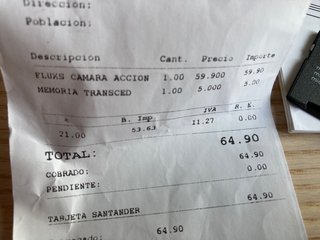 Dirección:
Población:
Descripcion Cant. Precio Importe
FLUXS CAMARA ACCION 1.00 59.900 59.90
MEMORIA TRANSCED 1.00 5.000 5.00
% B. Imp. IVA R. E.
21.00 53.63 11.27 0.00
TOTAL: 64.90
COBRADO: 64.90
PENDIENTE: 0.00
TARJETA SANTANDER 64.90
64.90